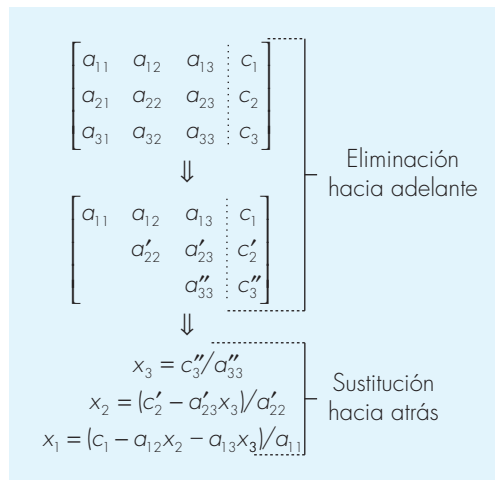 a₁₁ a₁₂ a₁₃ c₁
a₂₁ a₂₂ a₂₃ c₂
a₃₁ a₃₂ a₃₃ c₃
⇓
Eliminación
hacia adelante
a₁₁ a₁₂ a₁₃ c₁
a′₂₂ a′₂₃ c′₂
a″₃₃ c″₃
⇓
x₃ = c″₃/a″₃₃
x₂ = (c′₂ − a′₂₃x₃)/a′₂₂
x₁ = (c₁ − a₁₂x₂ − a₁₃x₃)/a₁₁
Sustitución
hacia atrás